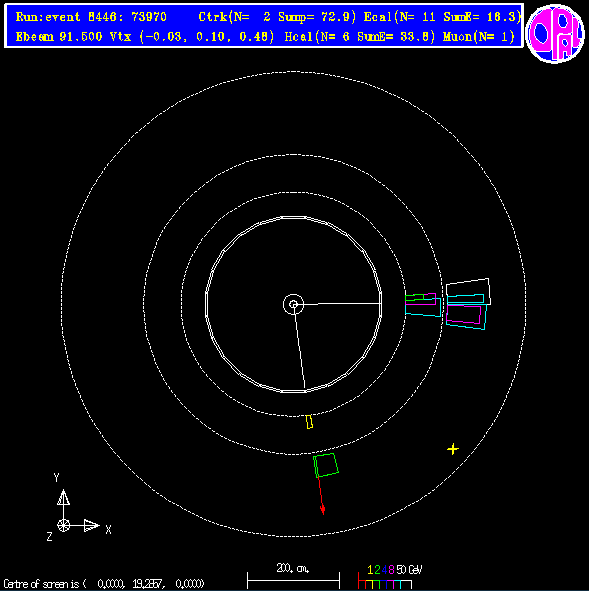 Run:event 8446: 73970 Ctrk(N= 2 Sump= 72.9) Ecal(N= 11 SumE= 16.3)
Ebeam 91.500 Vtx (-0.03, 0.10, 0.48) Hcal(N= 6 SumE= 33.8) Muon(N= 1)
OPAL
Y
X
Z
200. cm.
1 2 4 8 50 GeV
Centre of screen is ( 0.0000, 19.2857, 0.0000)